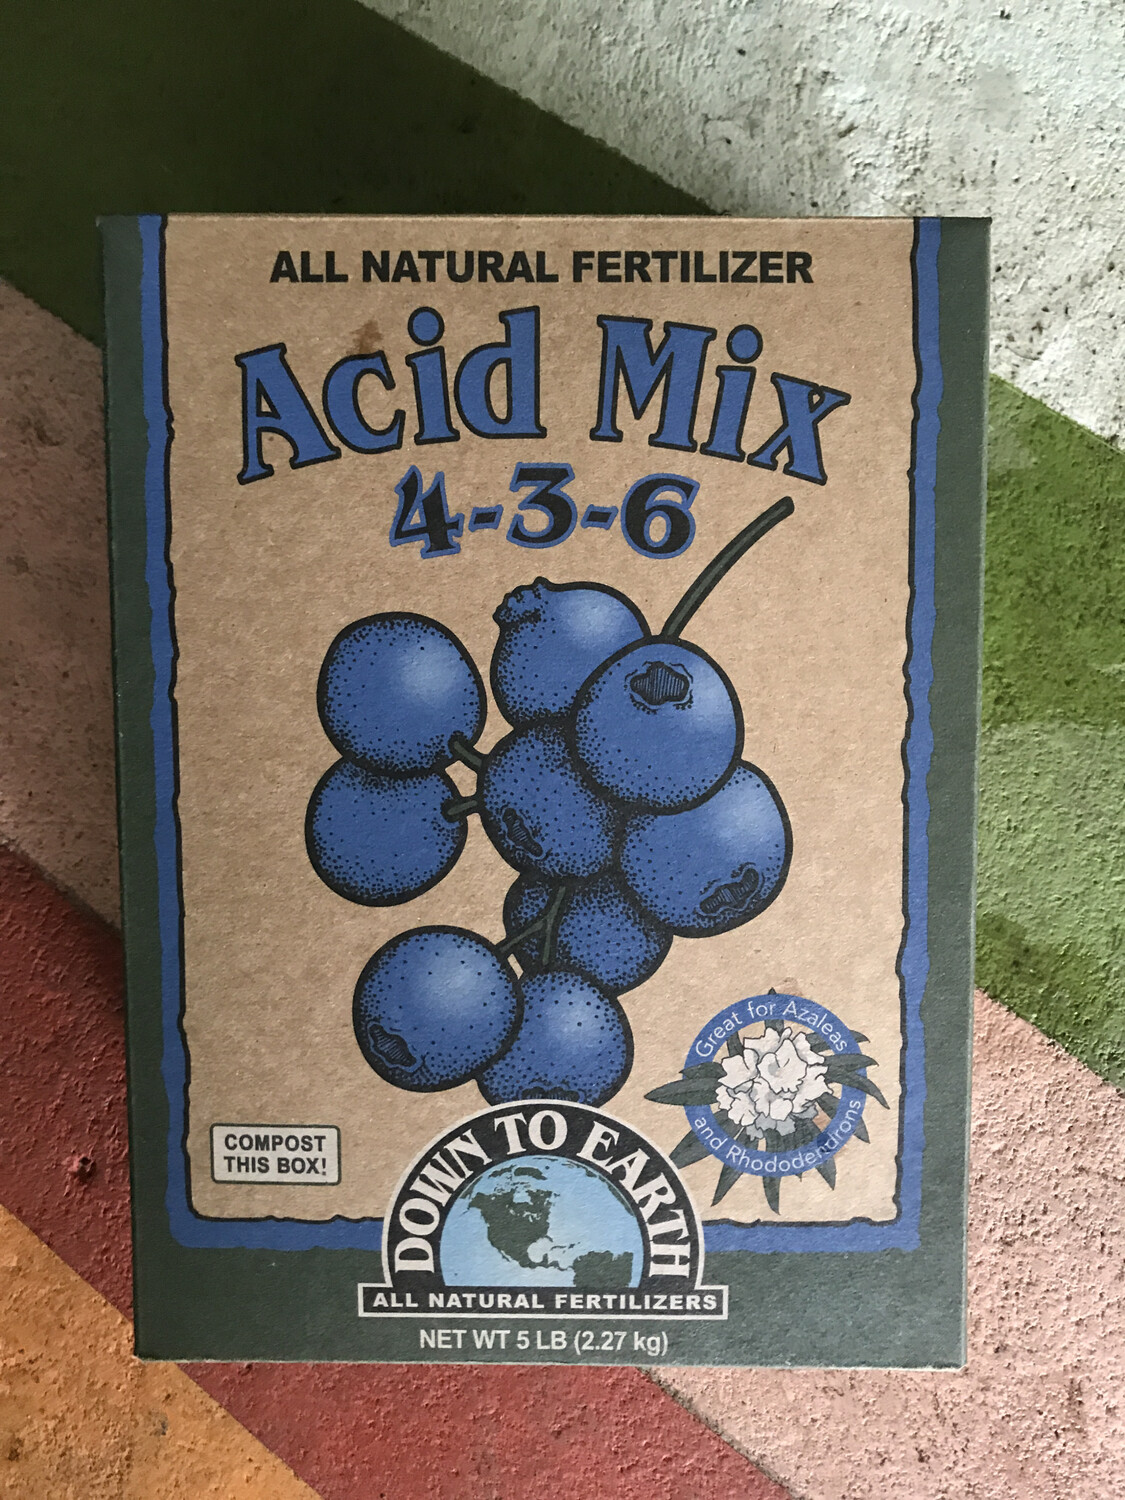 ALL NATURAL FERTILIZER
Acid Mix
4-3-6
Great for Azaleas
and Rhododendrons
COMPOST
THIS BOX!
DOWN TO EARTH
ALL NATURAL FERTILIZERS
NET WT 5 LB (2.27 kg)